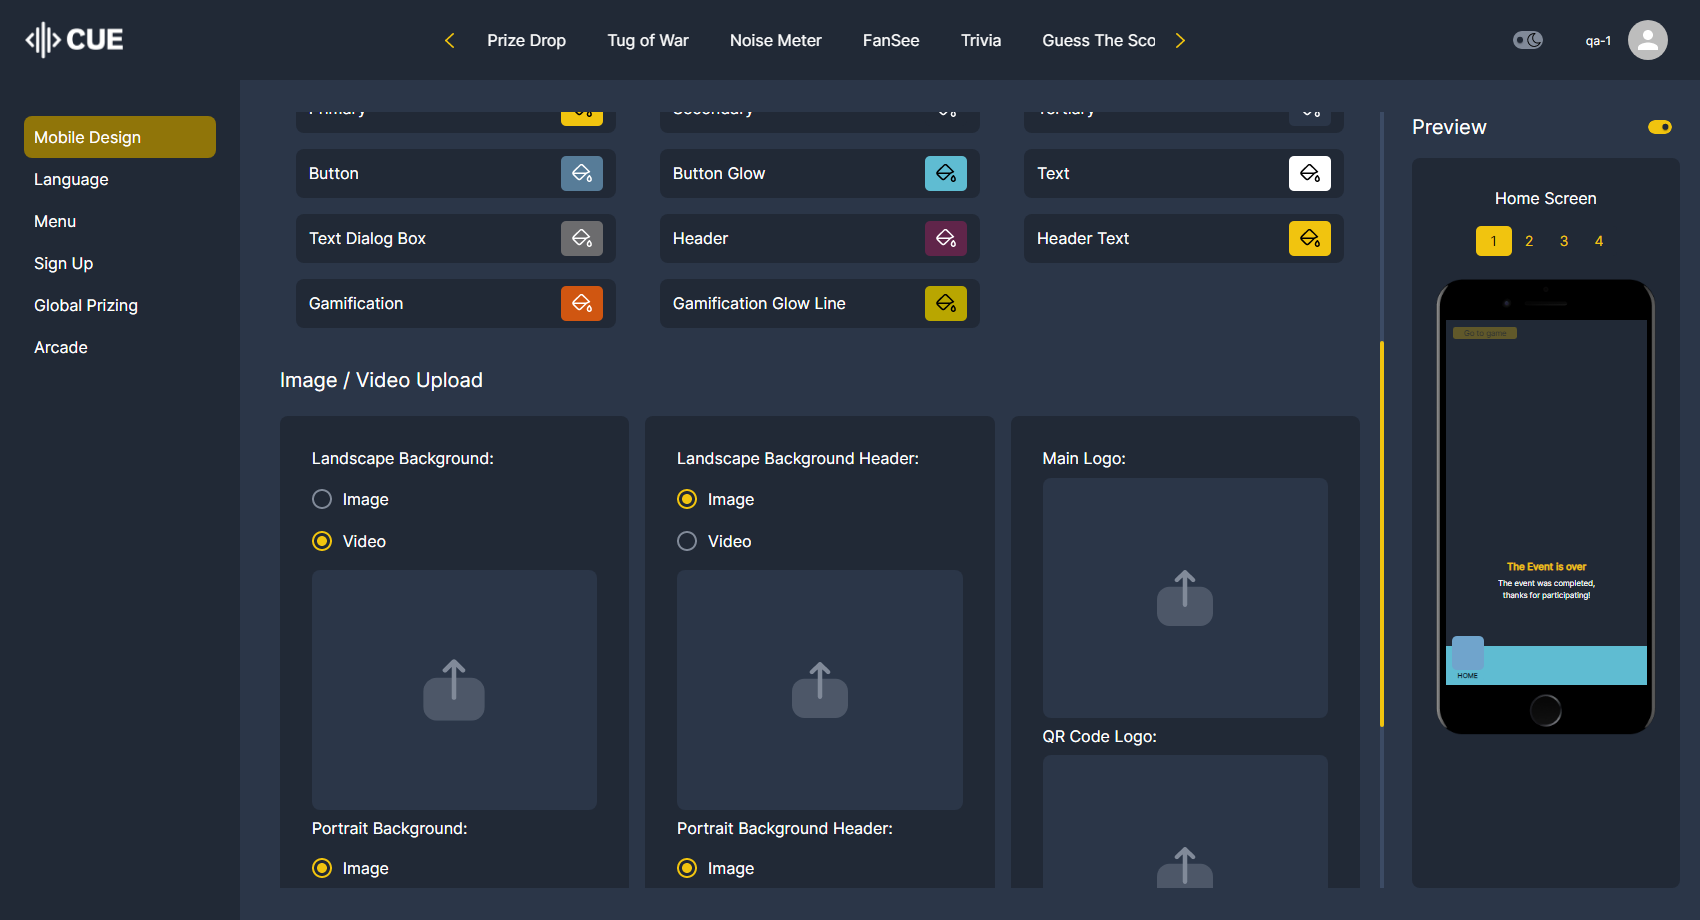 CUE
Prize Drop
Tug of War
Noise Meter
FanSee
Trivia
Guess The Sco
qa-1
Mobile Design
Language
Menu
Sign Up
Global Prizing
Arcade
Primary
Secondary
Tertiary
Button
Button Glow
Text
Text Dialog Box
Header
Header Text
Gamification
Gamification Glow Line
Image / Video Upload
Landscape Background:
Image
Video
Portrait Background:
Image
Landscape Background Header:
Image
Video
Portrait Background Header:
Image
Main Logo:
QR Code Logo:
Preview
Home Screen
1 2 3 4
Go to game
The Event is over
The event was completed,
thanks for participating!
HOME